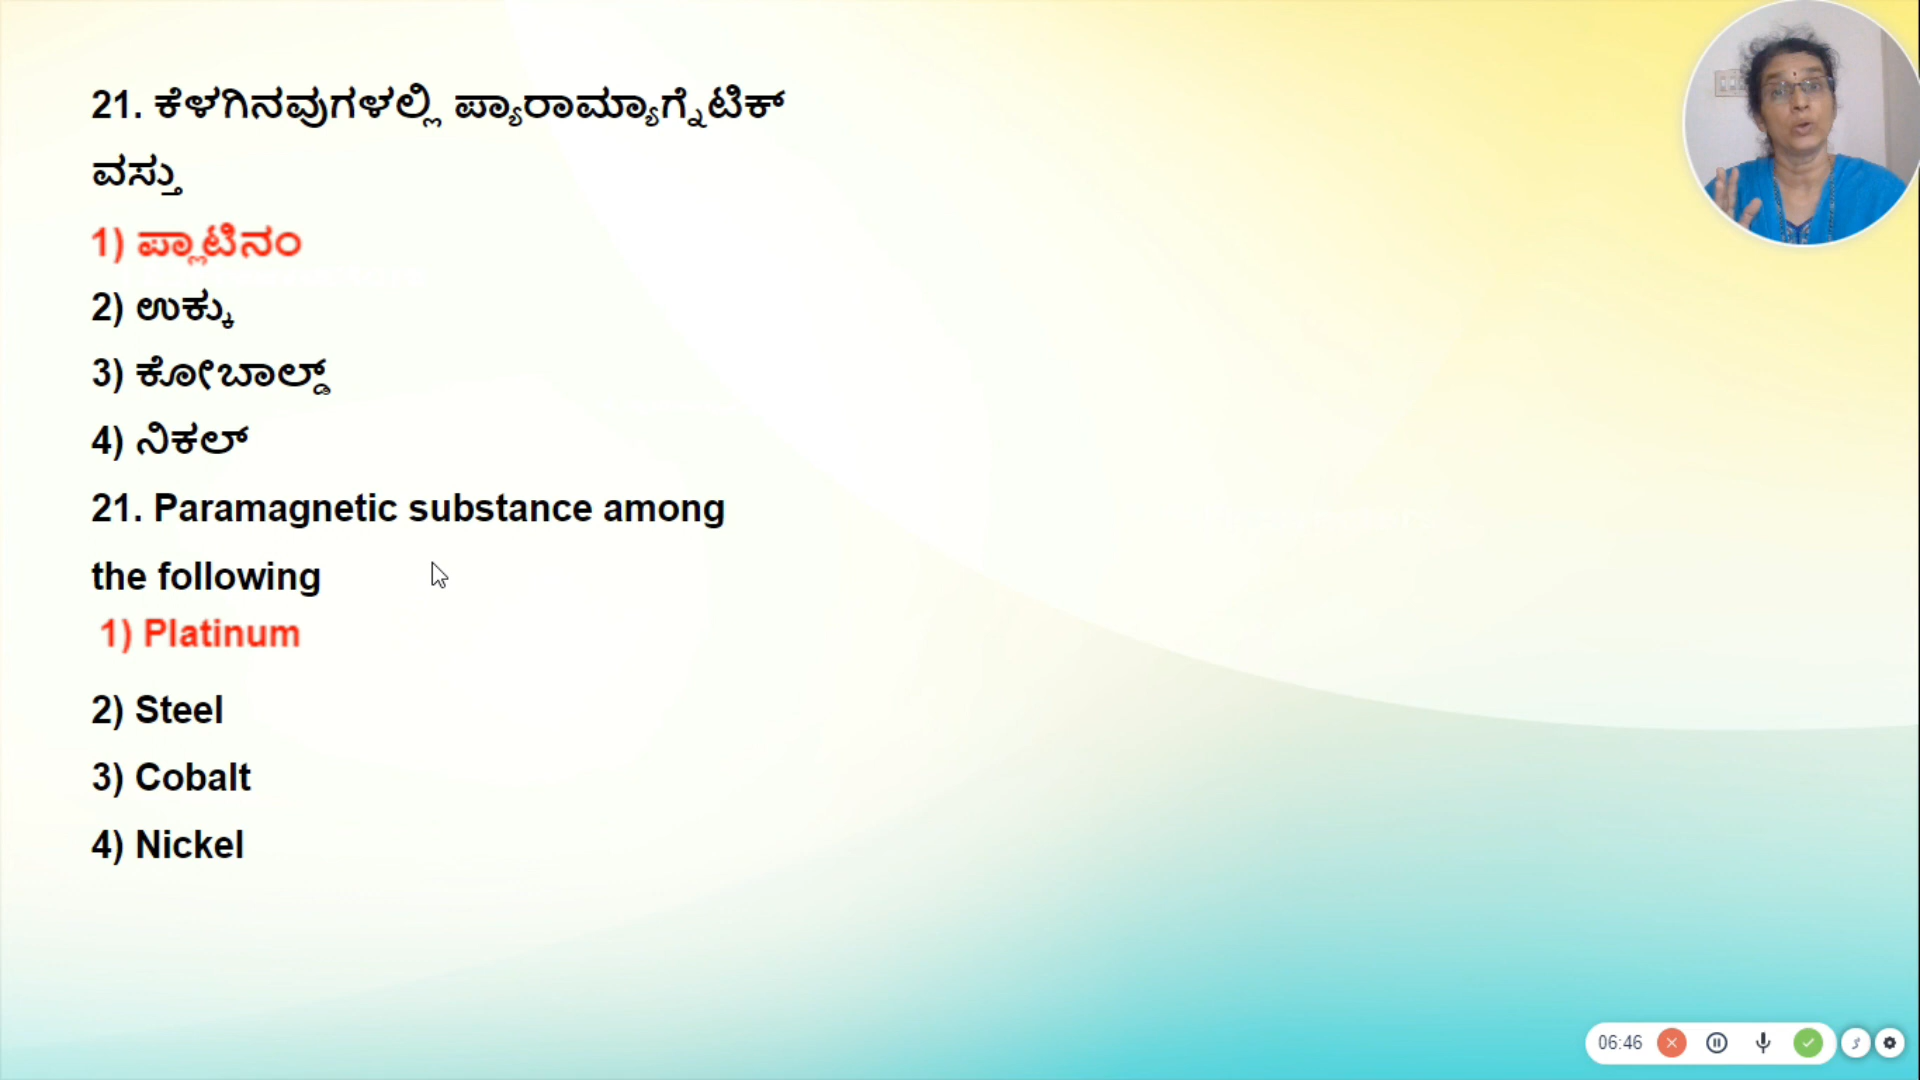 21. ಕೆಳಗಿನವುಗಳಲ್ಲಿ ಪ್ಯಾರಾಮ್ಯಾಗ್ನೆಟಿಕ್
ವಸ್ತು
1) ಪ್ಲಾಟಿನಂ
2) ಉಕ್ಕು
3) ಕೋಬಾಲ್ಡ್
4) ನಿಕಲ್
21. Paramagnetic substance among
the following
1) Platinum
2) Steel
3) Cobalt
4) Nickel
06:46